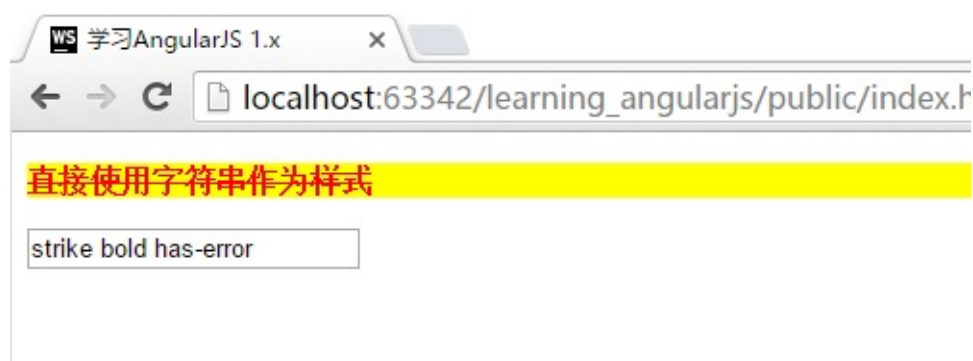 WS 学习AngularJS 1.x
localhost:63342/learning_angularjs/public/index.h
直接使用字符串作为样式
strike bold has-error